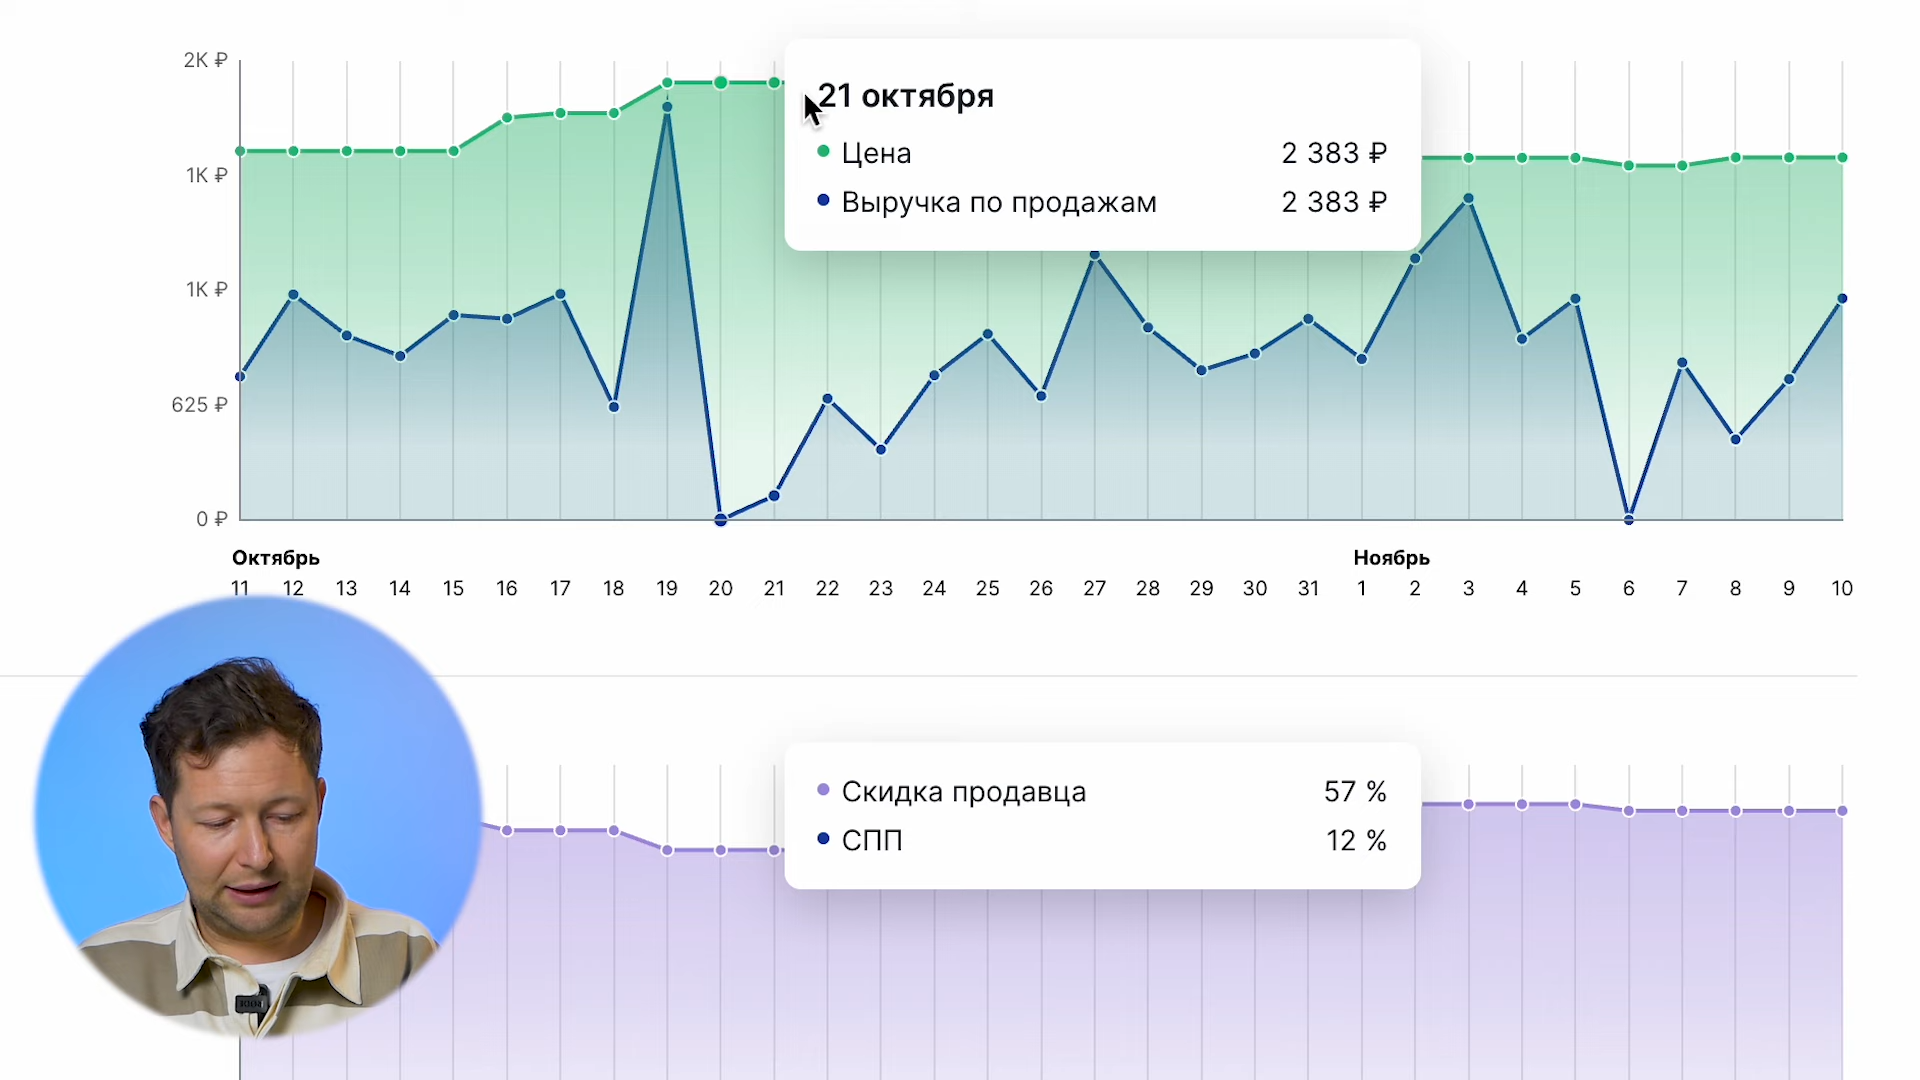 2K ₽
1K ₽
1K ₽
625 ₽
0 ₽
21 октября
Цена 2 383 ₽
Выручка по продажам 2 383 ₽
Октябрь Ноябрь
11 12 13 14 15 16 17 18 19 20 21 22 23 24 25 26 27 28 29 30 31 1 2 3 4 5 6 7 8 9 10
Скидка продавца 57 %
СПП 12 %